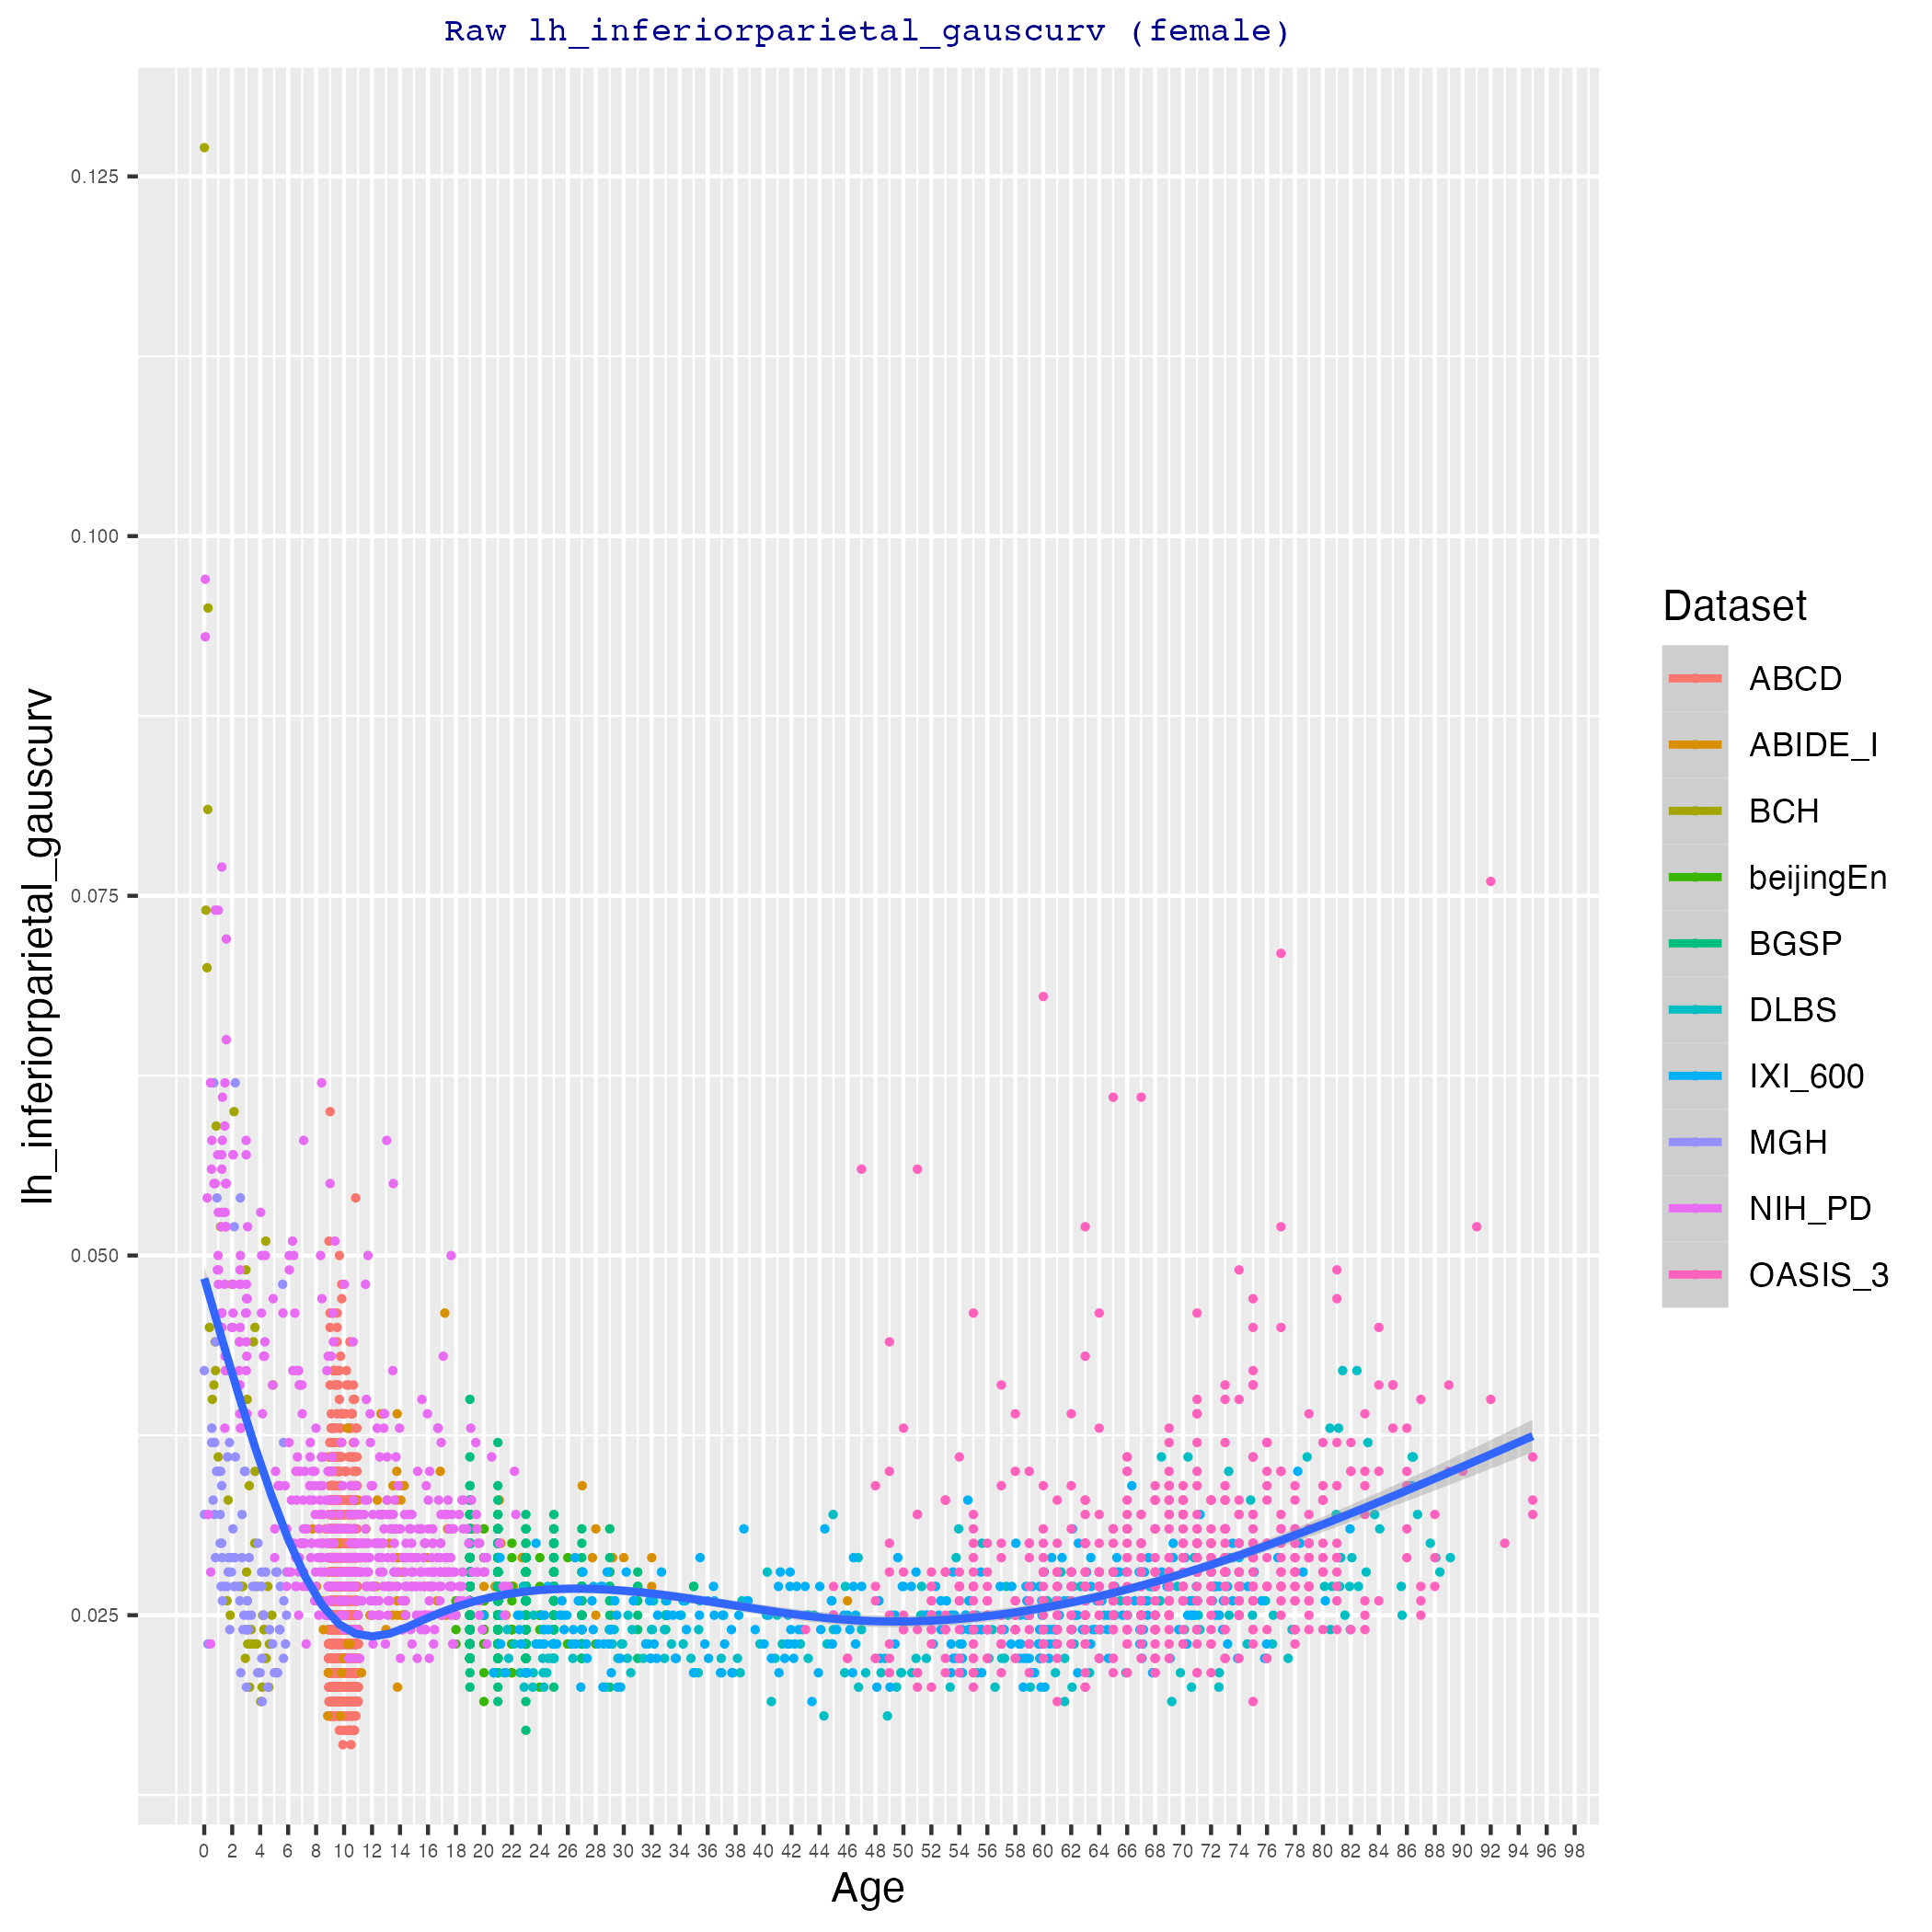 Raw lh_inferiorparietal_gauscurv (female)
0.125
0.100
0.075
0.050
0.025
lh_inferiorparietal_gauscurv
0 2 4 6 8 10 12 14 16 18 20 22 24 26 28 30 32 34 36 38 40 42 44 46 48 50 52 54 56 58 60 62 64 66 68 70 72 74 76 78 80 82 84 86 88 90 92 94 96 98
Age
Dataset
ABCD
ABIDE_I
BCH
beijingEn
BGSP
DLBS
IXI_600
MGH
NIH_PD
OASIS_3